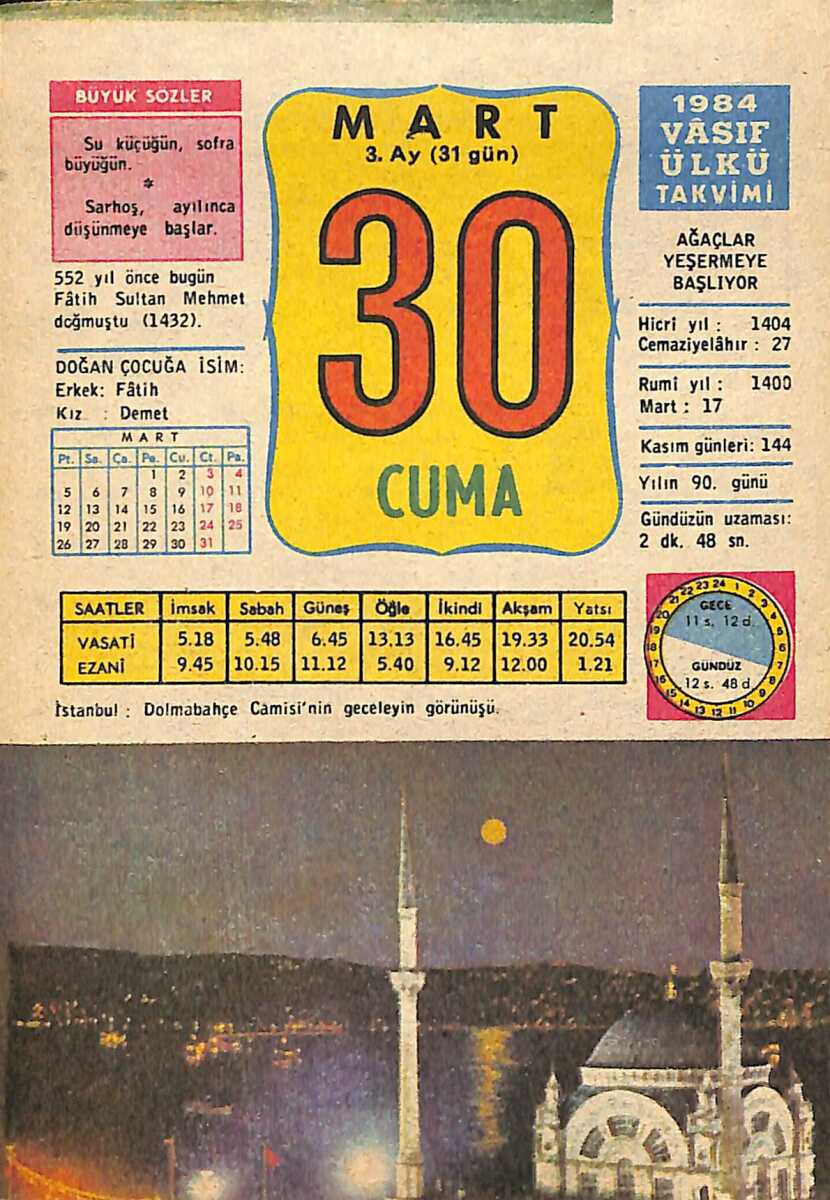 BÜYÜK SÖZLER
Su küçüğün, sofra
büyüğün.
*
Sarhoş, ayılınca
düşünmeye başlar.
552 yıl önce bugün
Fâtih Sultan Mehmet
doğmuştu (1432).
DOĞAN ÇOCUĞA İSİM:
Erkek: Fâtih
Kız : Demet
MART
Pt. Sa. Ça. Pe. Cu. Ct. Pa.
1 2 3 4
5 6 7 8 9 10 11
12 13 14 15 16 17 18
19 20 21 22 23 24 25
26 27 28 29 30 31
MART
3. Ay (31 gün)
30
CUMA
1984
VÂSIF
ÜLKÜ
TAKVİMİ
AĞAÇLAR
YEŞERMEYE
BAŞLIYOR
Hicrî yıl : 1404
Cemaziyelâhır : 27
Rumî yıl : 1400
Mart : 17
Kasım günleri: 144
Yılın 90. günü
Gündüzün uzaması:
2 dk. 48 sn.
SAATLER İmsak Sabah Güneş Öğle İkindi Akşam Yatsı
VASATİ 5.18 5.48 6.45 13.13 16.45 19.33 20.54
EZANİ 9.45 10.15 11.12 5.40 9.12 12.00 1.21
GECE
11 s. 12 d.
GÜNDÜZ
12 s. 48 d.
İstanbul : Dolmabahçe Camisi'nin geceleyin görünüşü.